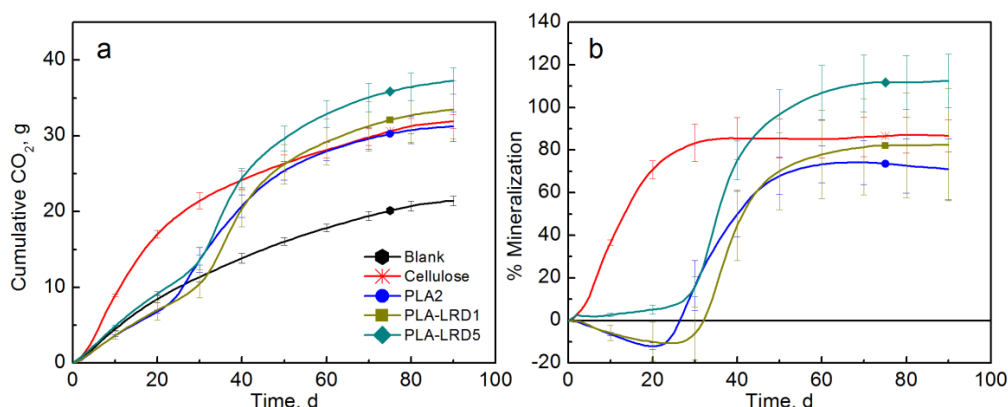 a
Cumulative CO₂, g
40
30
20
10
0
0 20 40 60 80 100
Time, d
Blank
Cellulose
PLA2
PLA-LRD1
PLA-LRD5
b
% Mineralization
140
120
100
80
60
40
20
0
-20
0 20 40 60 80 100
Time, d